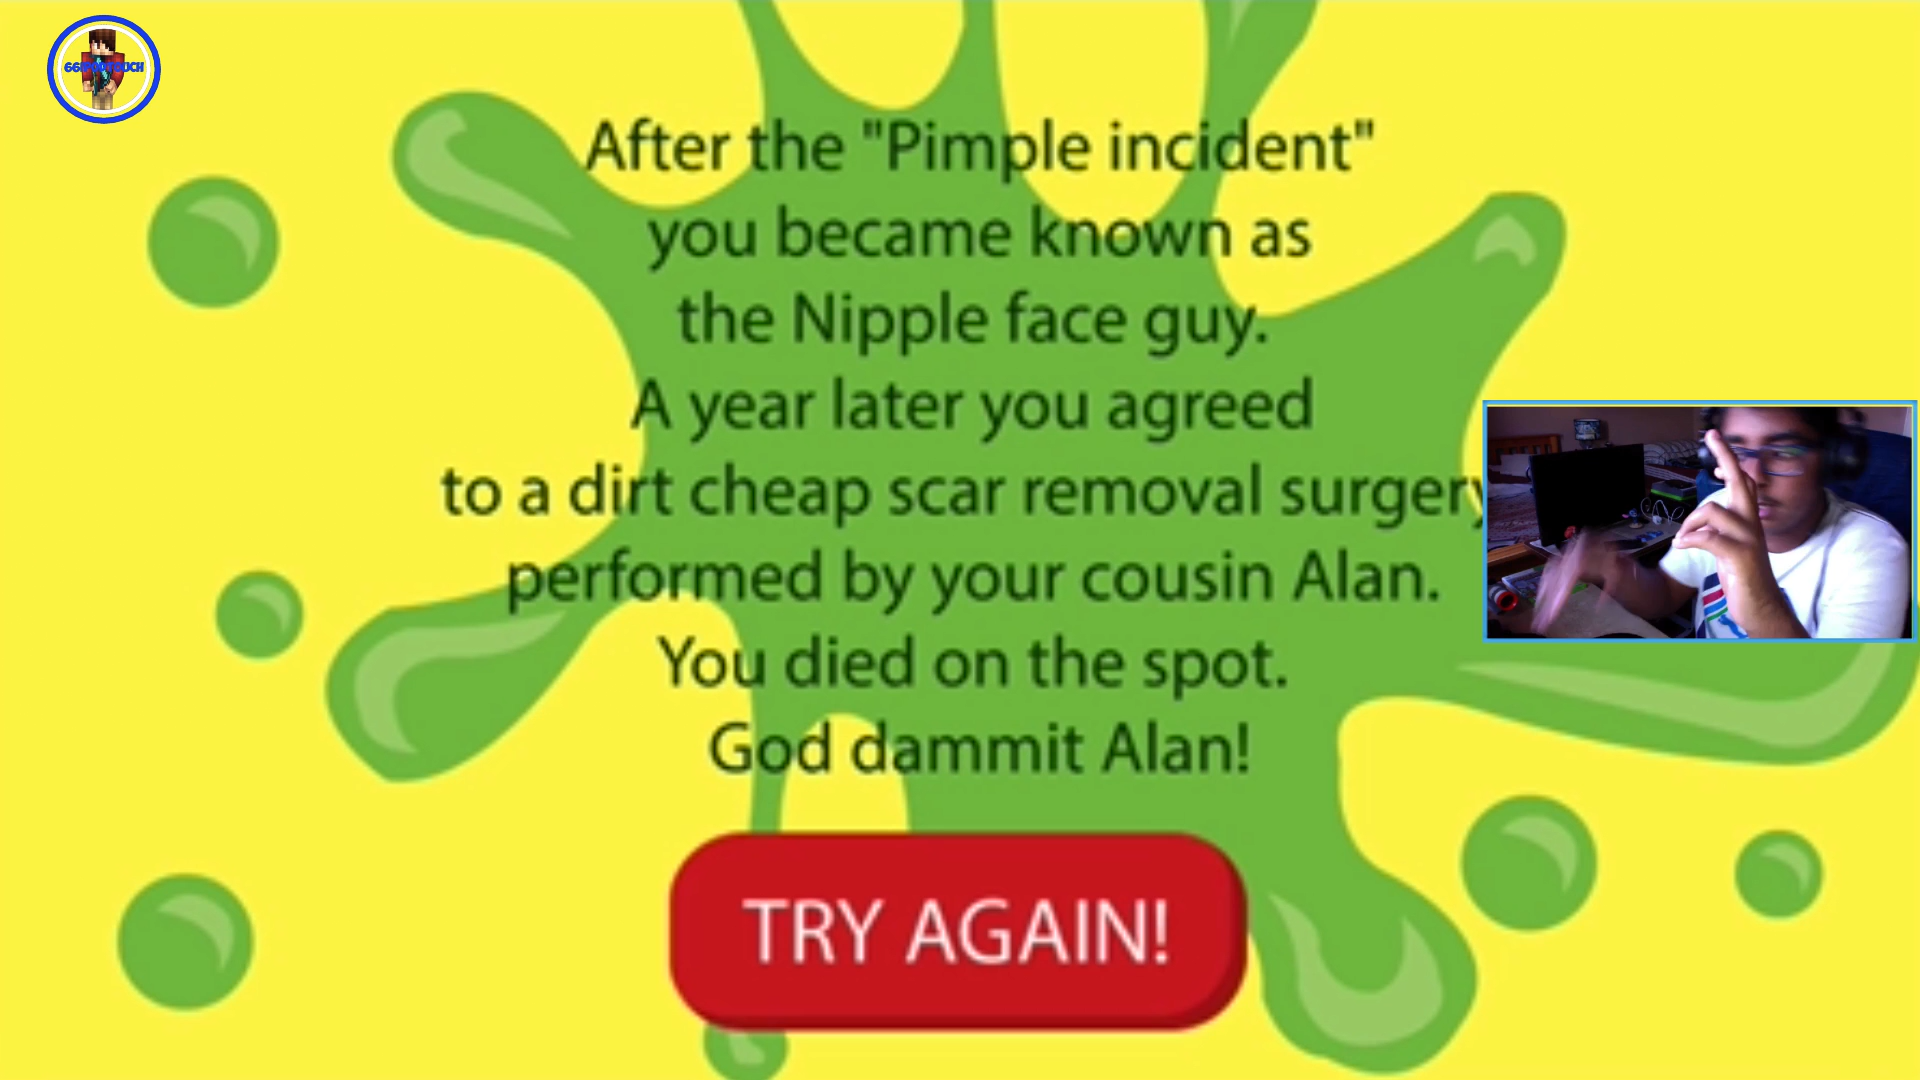 66IPODTOUCH
After the "Pimple incident"
you became known as
the Nipple face guy.
A year later you agreed
to a dirt cheap scar removal surgery
performed by your cousin Alan.
You died on the spot.
God dammit Alan!
TRY AGAIN!